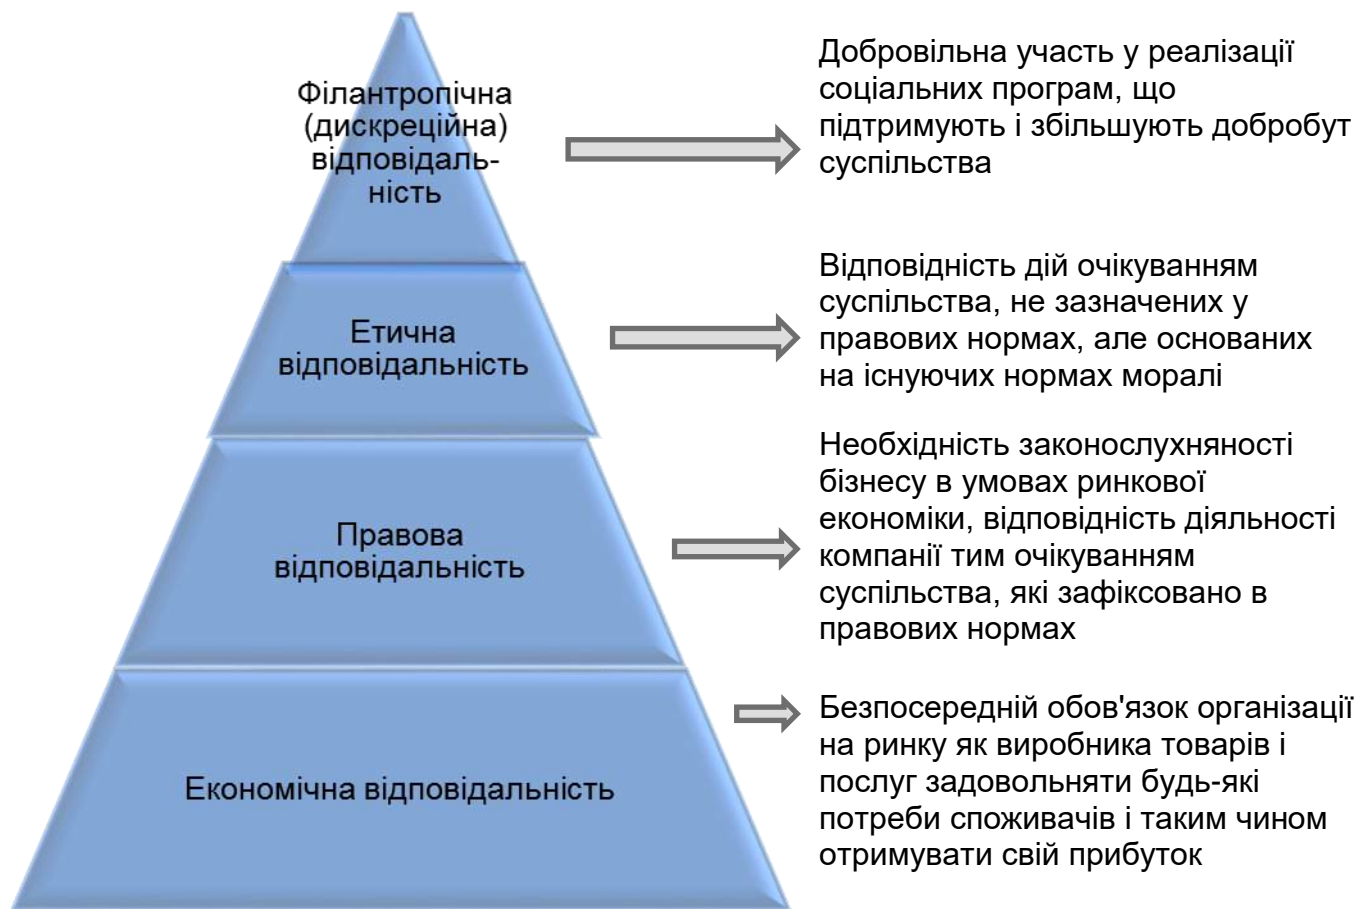 Філантропічна
(дискреційна)
відповідаль-
ність
Добровільна участь у реалізації
соціальних програм, що
підтримують і збільшують добробут
суспільства
Етична
відповідальність
Відповідність дій очікуванням
суспільства, не зазначених у
правових нормах, але основаних
на існуючих нормах моралі
Правова
відповідальність
Необхідність законослухняності
бізнесу в умовах ринкової
економіки, відповідність діяльності
компанії тим очікуванням
суспільства, які зафіксовано в
правових нормах
Економічна відповідальність
Безпосередній обов'язок організації
на ринку як виробника товарів і
послуг задовольняти будь-які
потреби споживачів і таким чином
отримувати свій прибуток